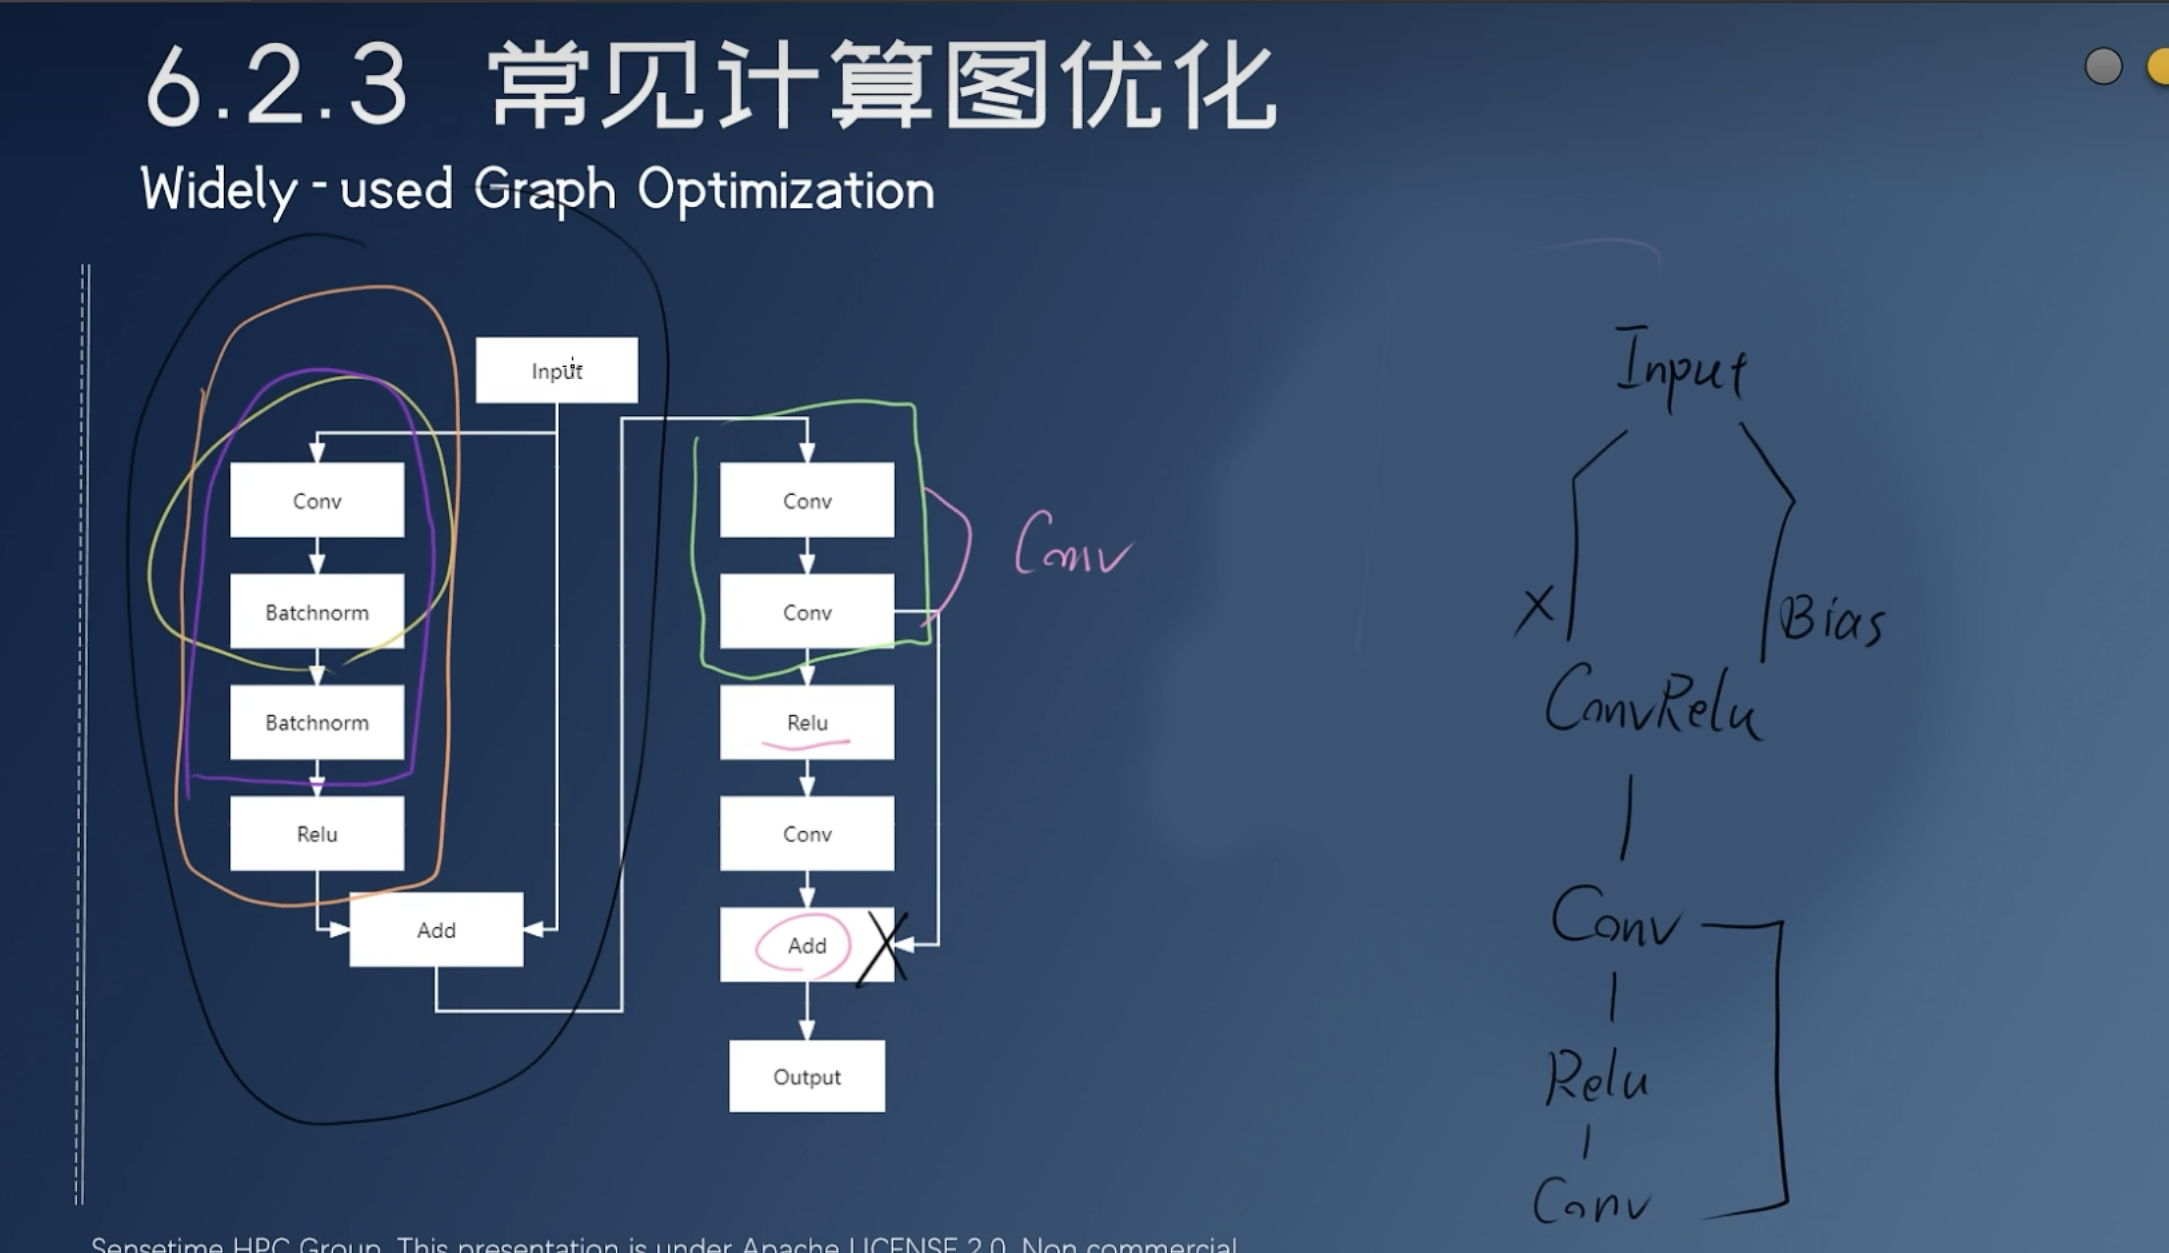 6.2.3 常见计算图优化
Widely-used Graph Optimization
Input
Conv
Batchnorm
Batchnorm
Relu
Add
Conv
Conv
Relu
Conv
Add
Output
Conv
Input
X
Bias
ConvRelu
Conv
Relu
Conv
Sensetime HPC Group. This presentation is under Apache LICENSE 2.0. Non commercial